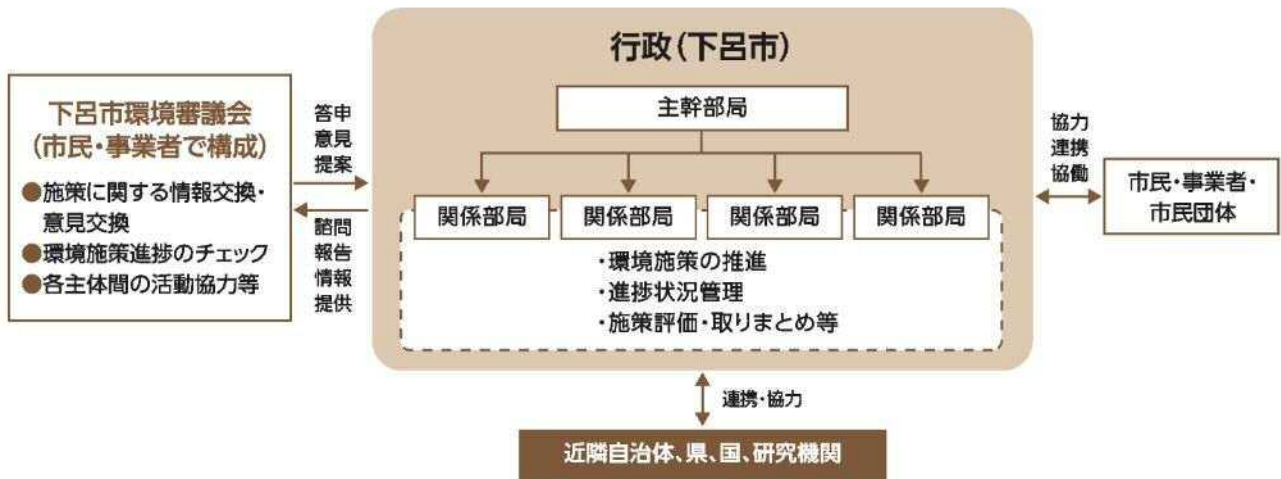 行政(下呂市)
主幹部局
関係部局
関係部局
関係部局
関係部局
・環境施策の推進
・進捗状況管理
・施策評価・取りまとめ等
下呂市環境審議会
(市民・事業者で構成)
●施策に関する情報交換・
意見交換
●環境施策進捗のチェック
●各主体間の活動協力等
答申
意見
提案
諮問
報告
情報
提供
協力
連携
協働
市民・事業者・
市民団体
連携・協力
近隣自治体、県、国、研究機関